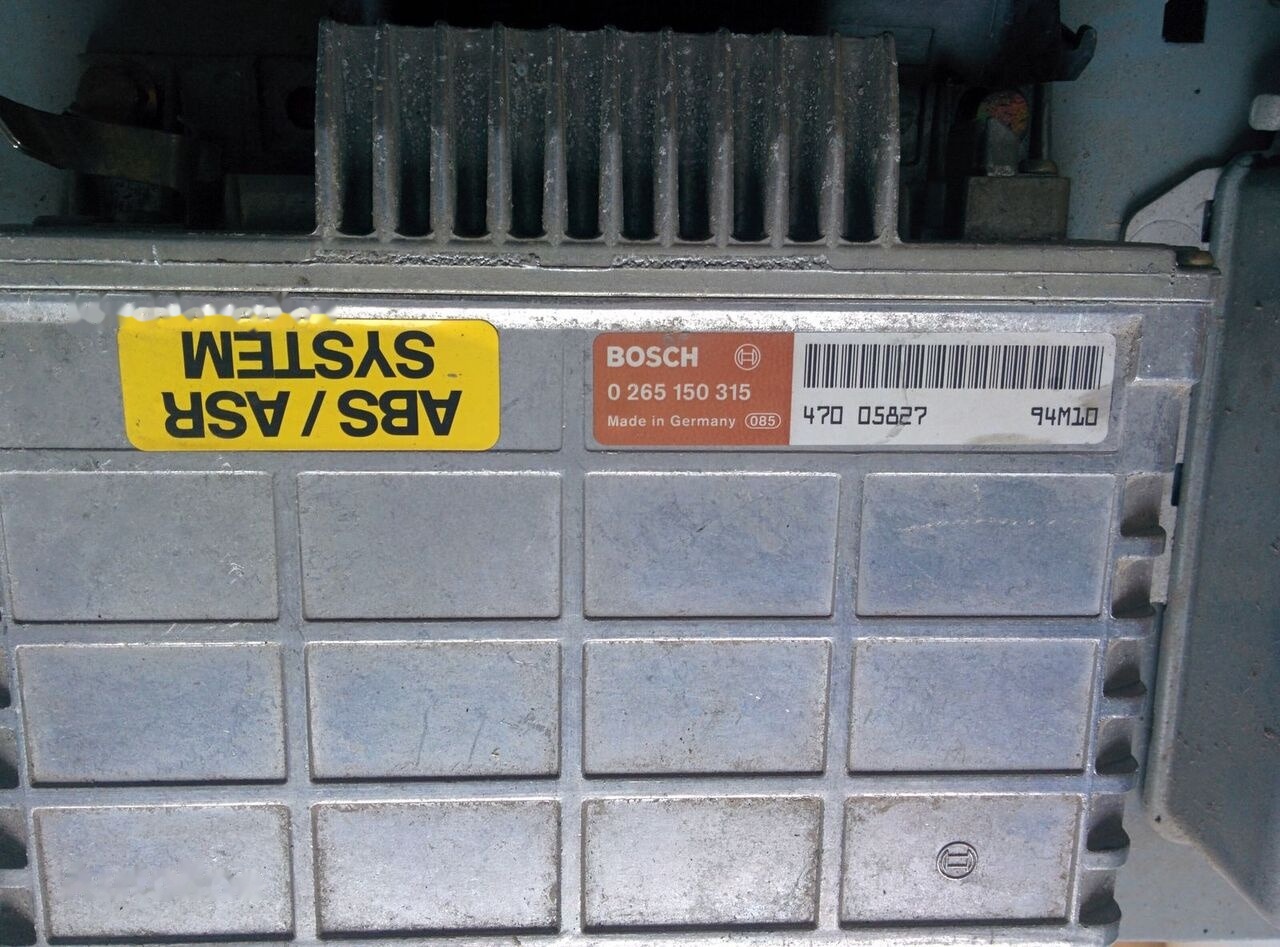 ABS / ASR
SYSTEM
BOSCH
0 265 150 315
Made in Germany 085
470 05827 94M10